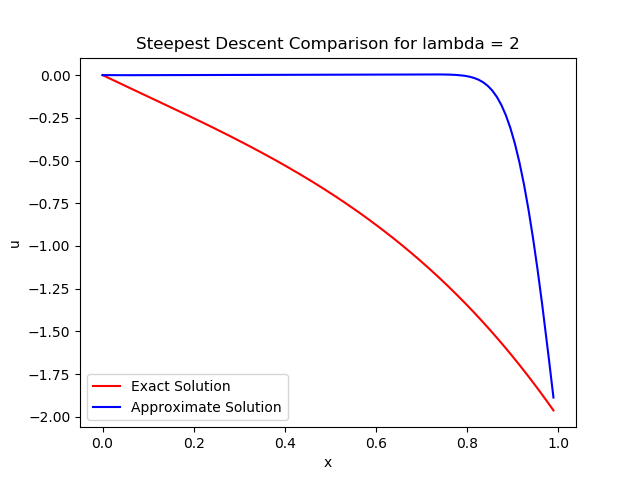 Steepest Descent Comparison for lambda = 2
0.00
−0.25
−0.50
−0.75
−1.00
−1.25
−1.50
−1.75
−2.00
u
Exact Solution
Approximate Solution
0.0 0.2 0.4 0.6 0.8 1.0
x